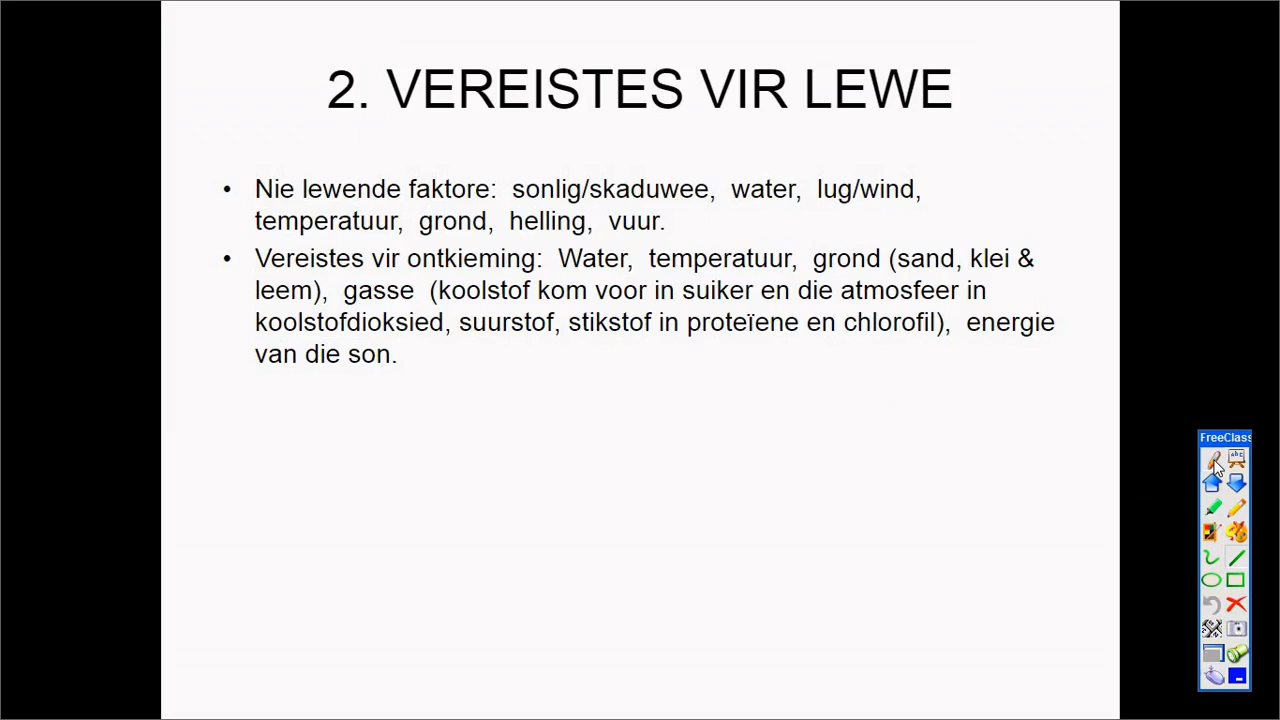 2. VEREISTES VIR LEWE
• Nie lewende faktore: sonlig/skaduwee, water, lug/wind,
temperatuur, grond, helling, vuur.
• Vereistes vir ontkieming: Water, temperatuur, grond (sand, klei &
leem), gasse (koolstof kom voor in suiker en die atmosfeer in
koolstofdioksied, suurstof, stikstof in proteïene en chlorofil), energie
van die son.
FreeClass
abc